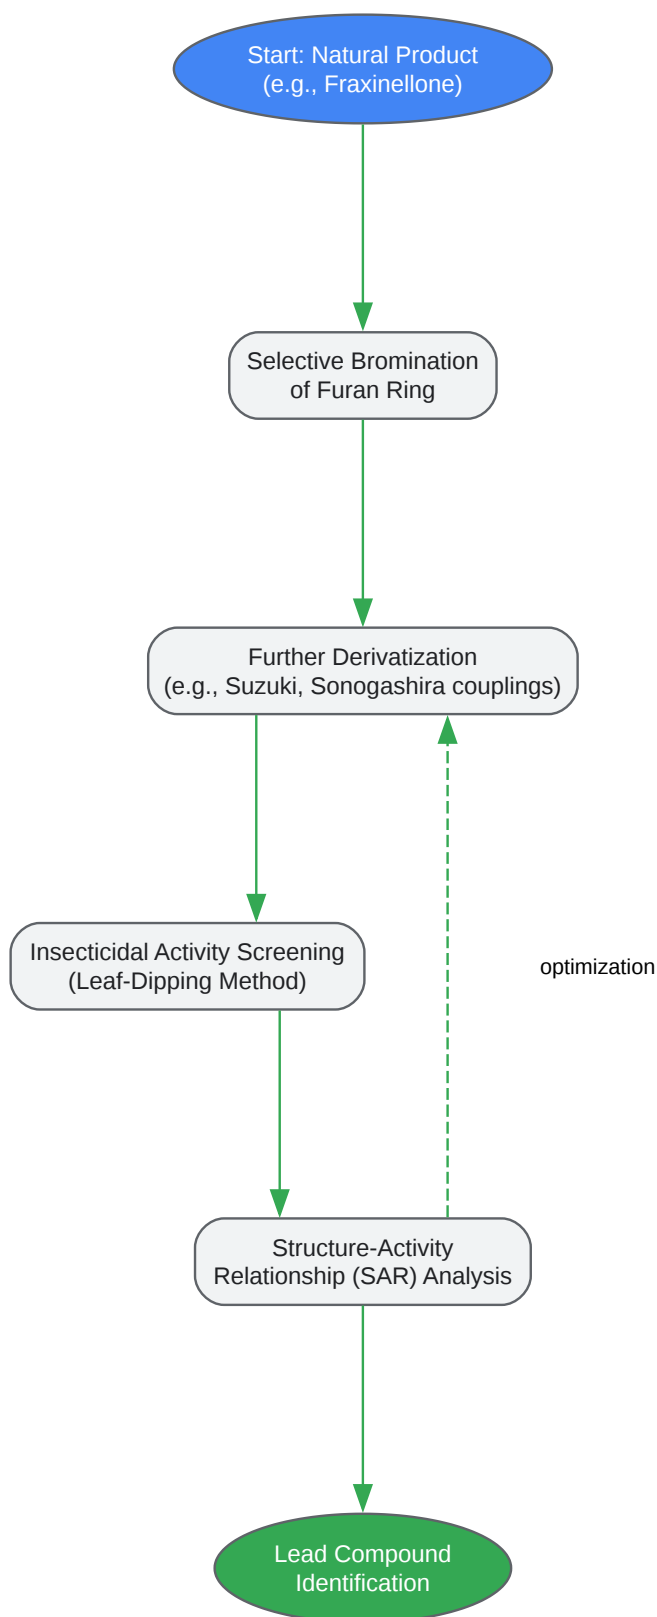 Start: Natural Product
(e.g., Fraxinellone)
Selective Bromination
of Furan Ring
Further Derivatization
(e.g., Suzuki, Sonogashira couplings)
Insecticidal Activity Screening
(Leaf-Dipping Method)
optimization
Structure-Activity
Relationship (SAR) Analysis
Lead Compound
Identification